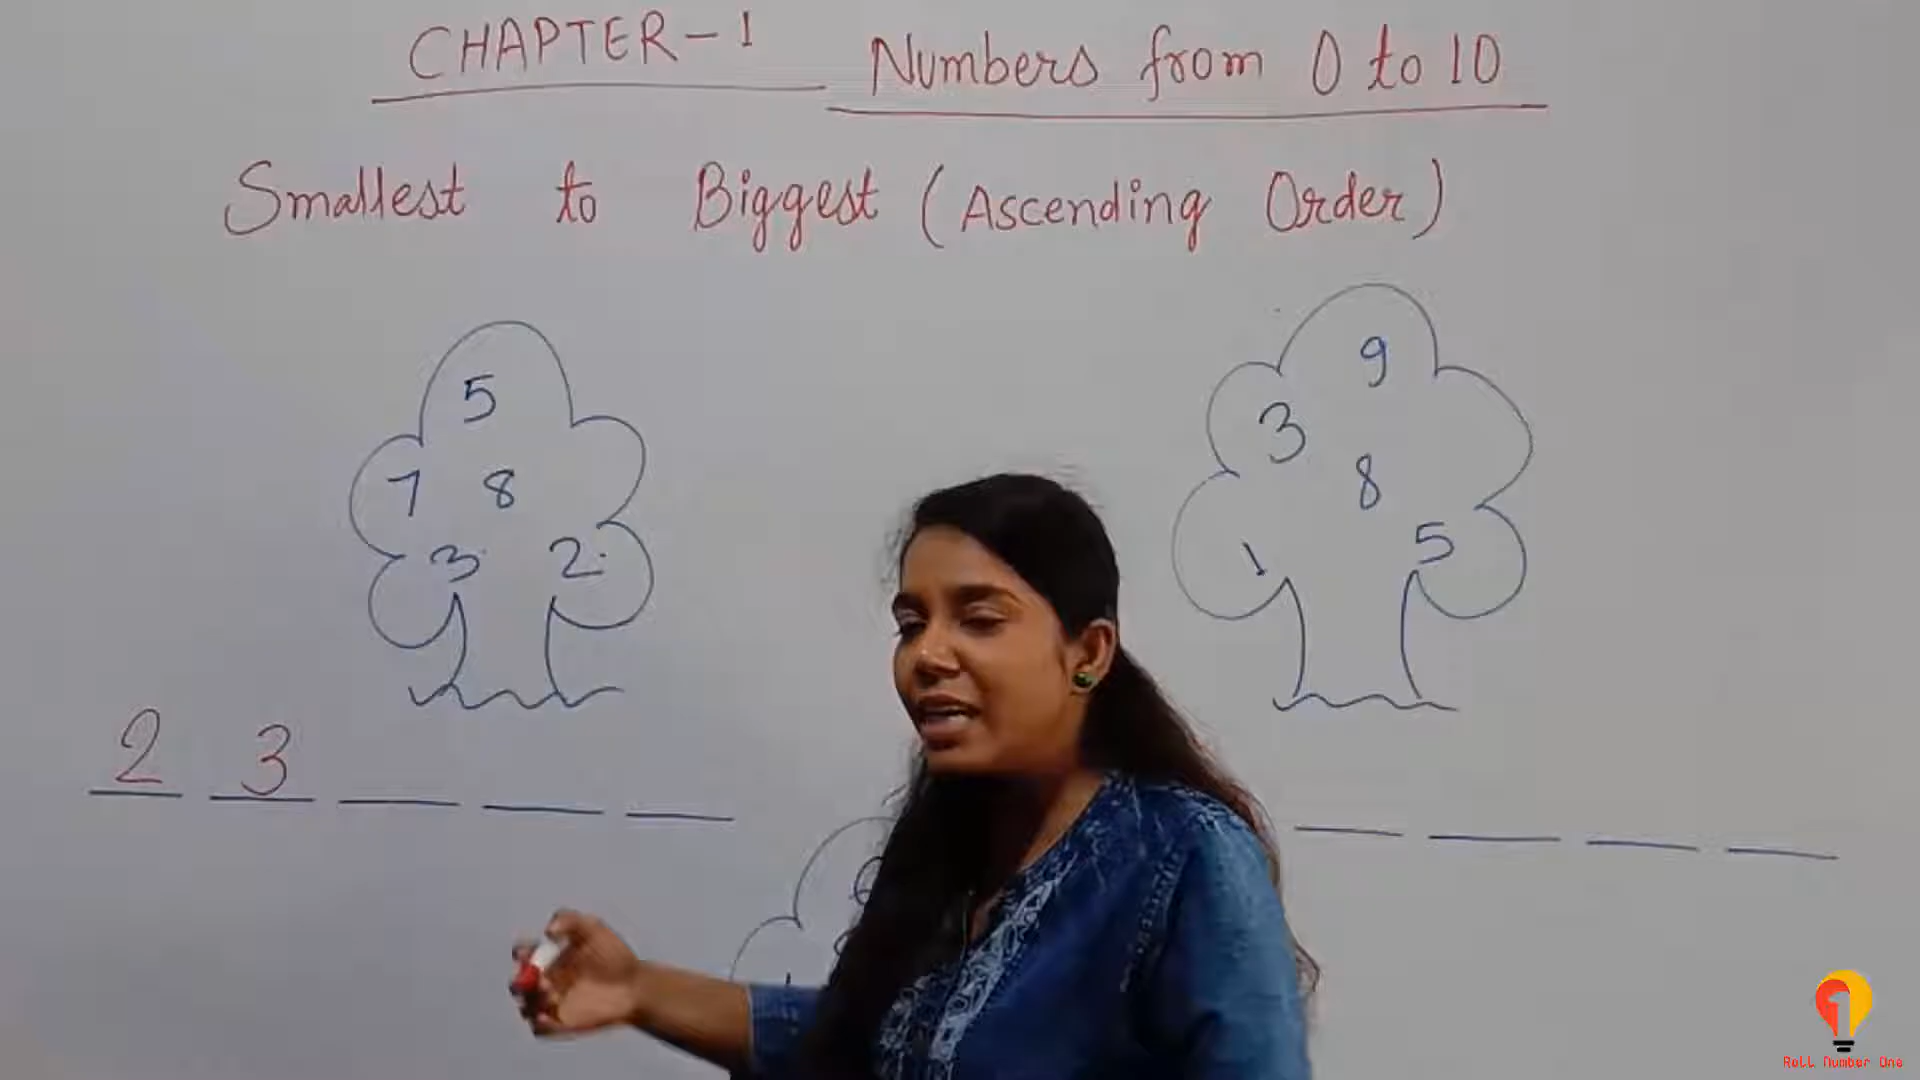 CHAPTER-1 Numbers from 0 to 10
Smallest to Biggest (Ascending Order)
5
7 8
3 2
9
3
8
1 5
2 3
Roll Number One